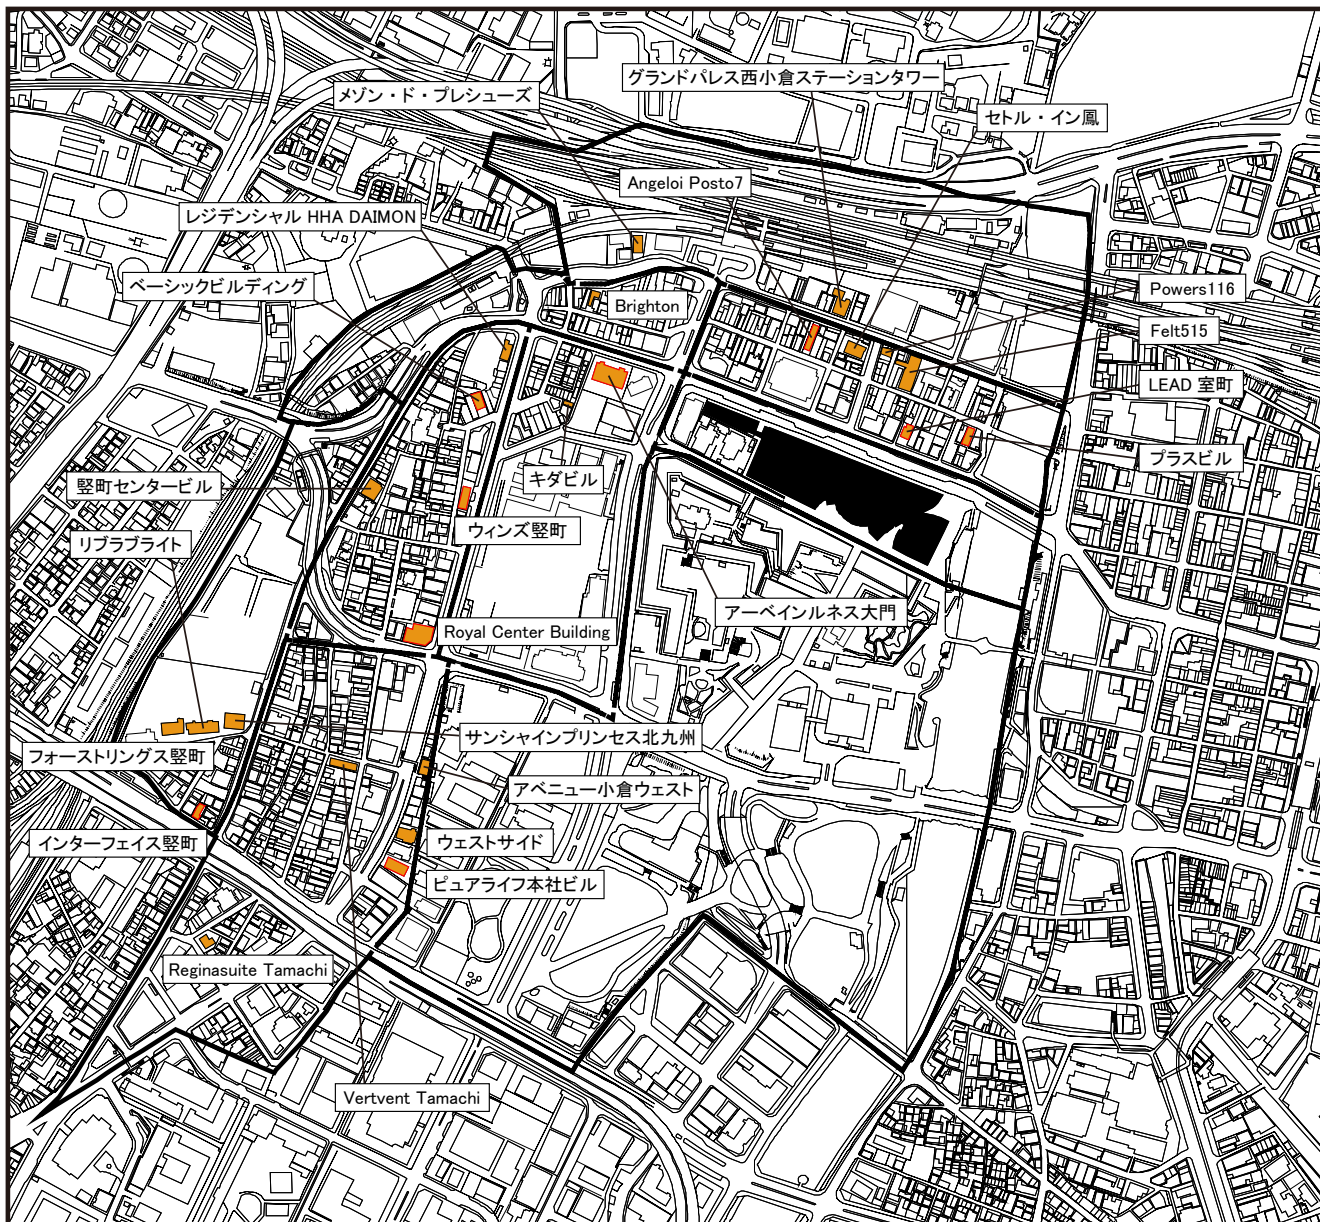 グランドパレス西小倉ステーションタワー
メゾン・ド・プレシューズ
セトル・イン鳳
Angeloi Posto7
レジデンシャル HHA DAIMON
ベーシックビルディング
Powers116
Brighton
Felt515
LEAD 室町
プラスビル
キダビル
竪町センタービル
ウィンズ竪町
リブラブライト
アーベインルネス大門
Royal Center Building
サンシャインプリンセス北九州
フォーストリングス竪町
アベニュー小倉ウェスト
インターフェイス竪町
ウェストサイド
ピュアライフ本社ビル
Reginasuite Tamachi
Vertvent Tamachi